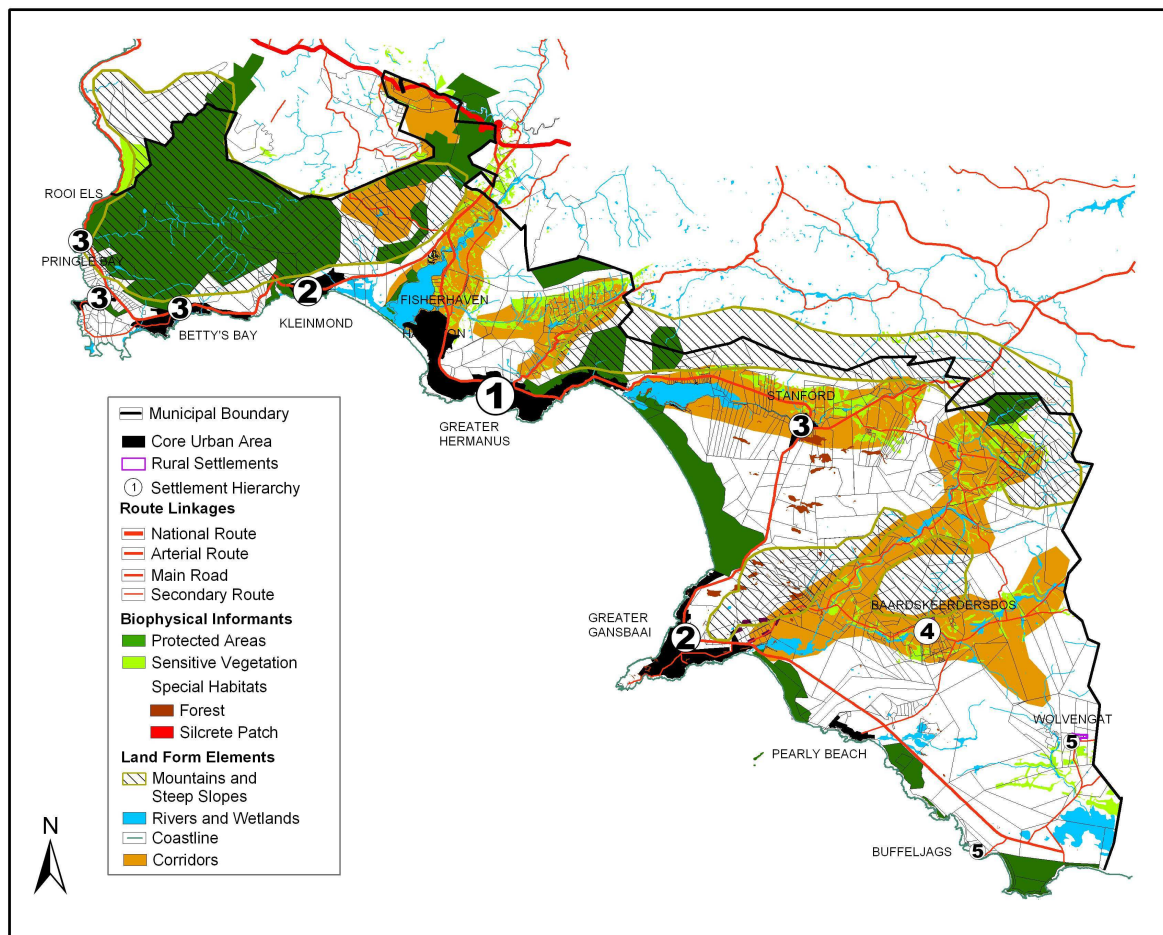 ROOI ELS
3
PRINGLE BAY
3
3
BETTY'S BAY
2
KLEINMOND
FISHERHAVEN
1
GREATER
HERMANUS
STANFORD
3
GREATER
GANSBAAI
2
BAARDSKEERDERSBOS
4
WOLVENGAT
5
PEARLY BEACH
BUFFELJAGS
5
Municipal Boundary
Core Urban Area
Rural Settlements
1 Settlement Hierarchy
Route Linkages
National Route
Arterial Route
Main Road
Secondary Route
Biophysical Informants
Protected Areas
Sensitive Vegetation
Special Habitats
Forest
Silcrete Patch
Land Form Elements
Mountains and
Steep Slopes
Rivers and Wetlands
Coastline
Corridors
N